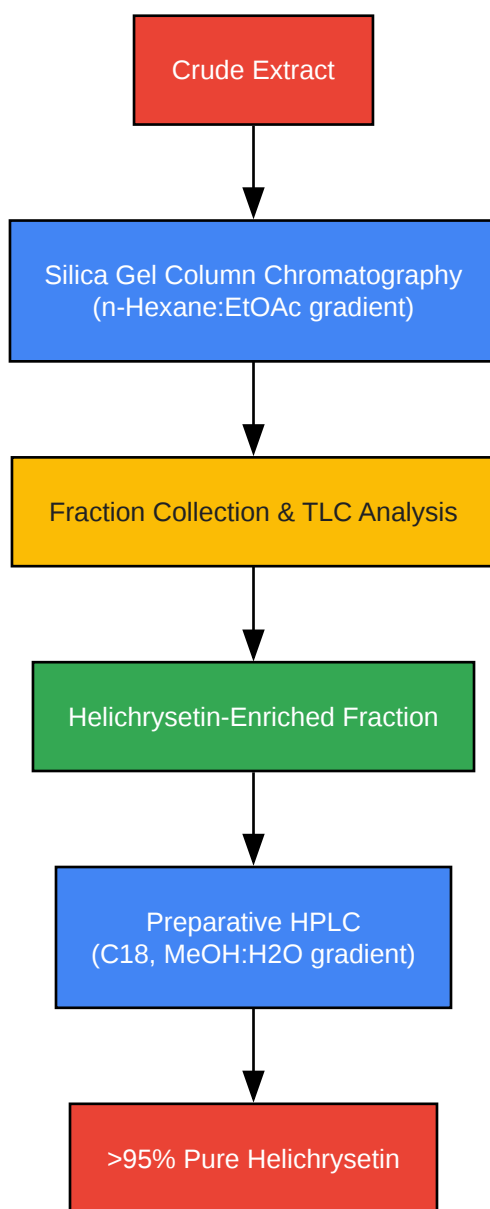 Crude Extract
Silica Gel Column Chromatography
(n-Hexane:EtOAc gradient)
Fraction Collection & TLC Analysis
Helichrysetin-Enriched Fraction
Preparative HPLC
(C18, MeOH:H2O gradient)
>95% Pure Helichrysetin